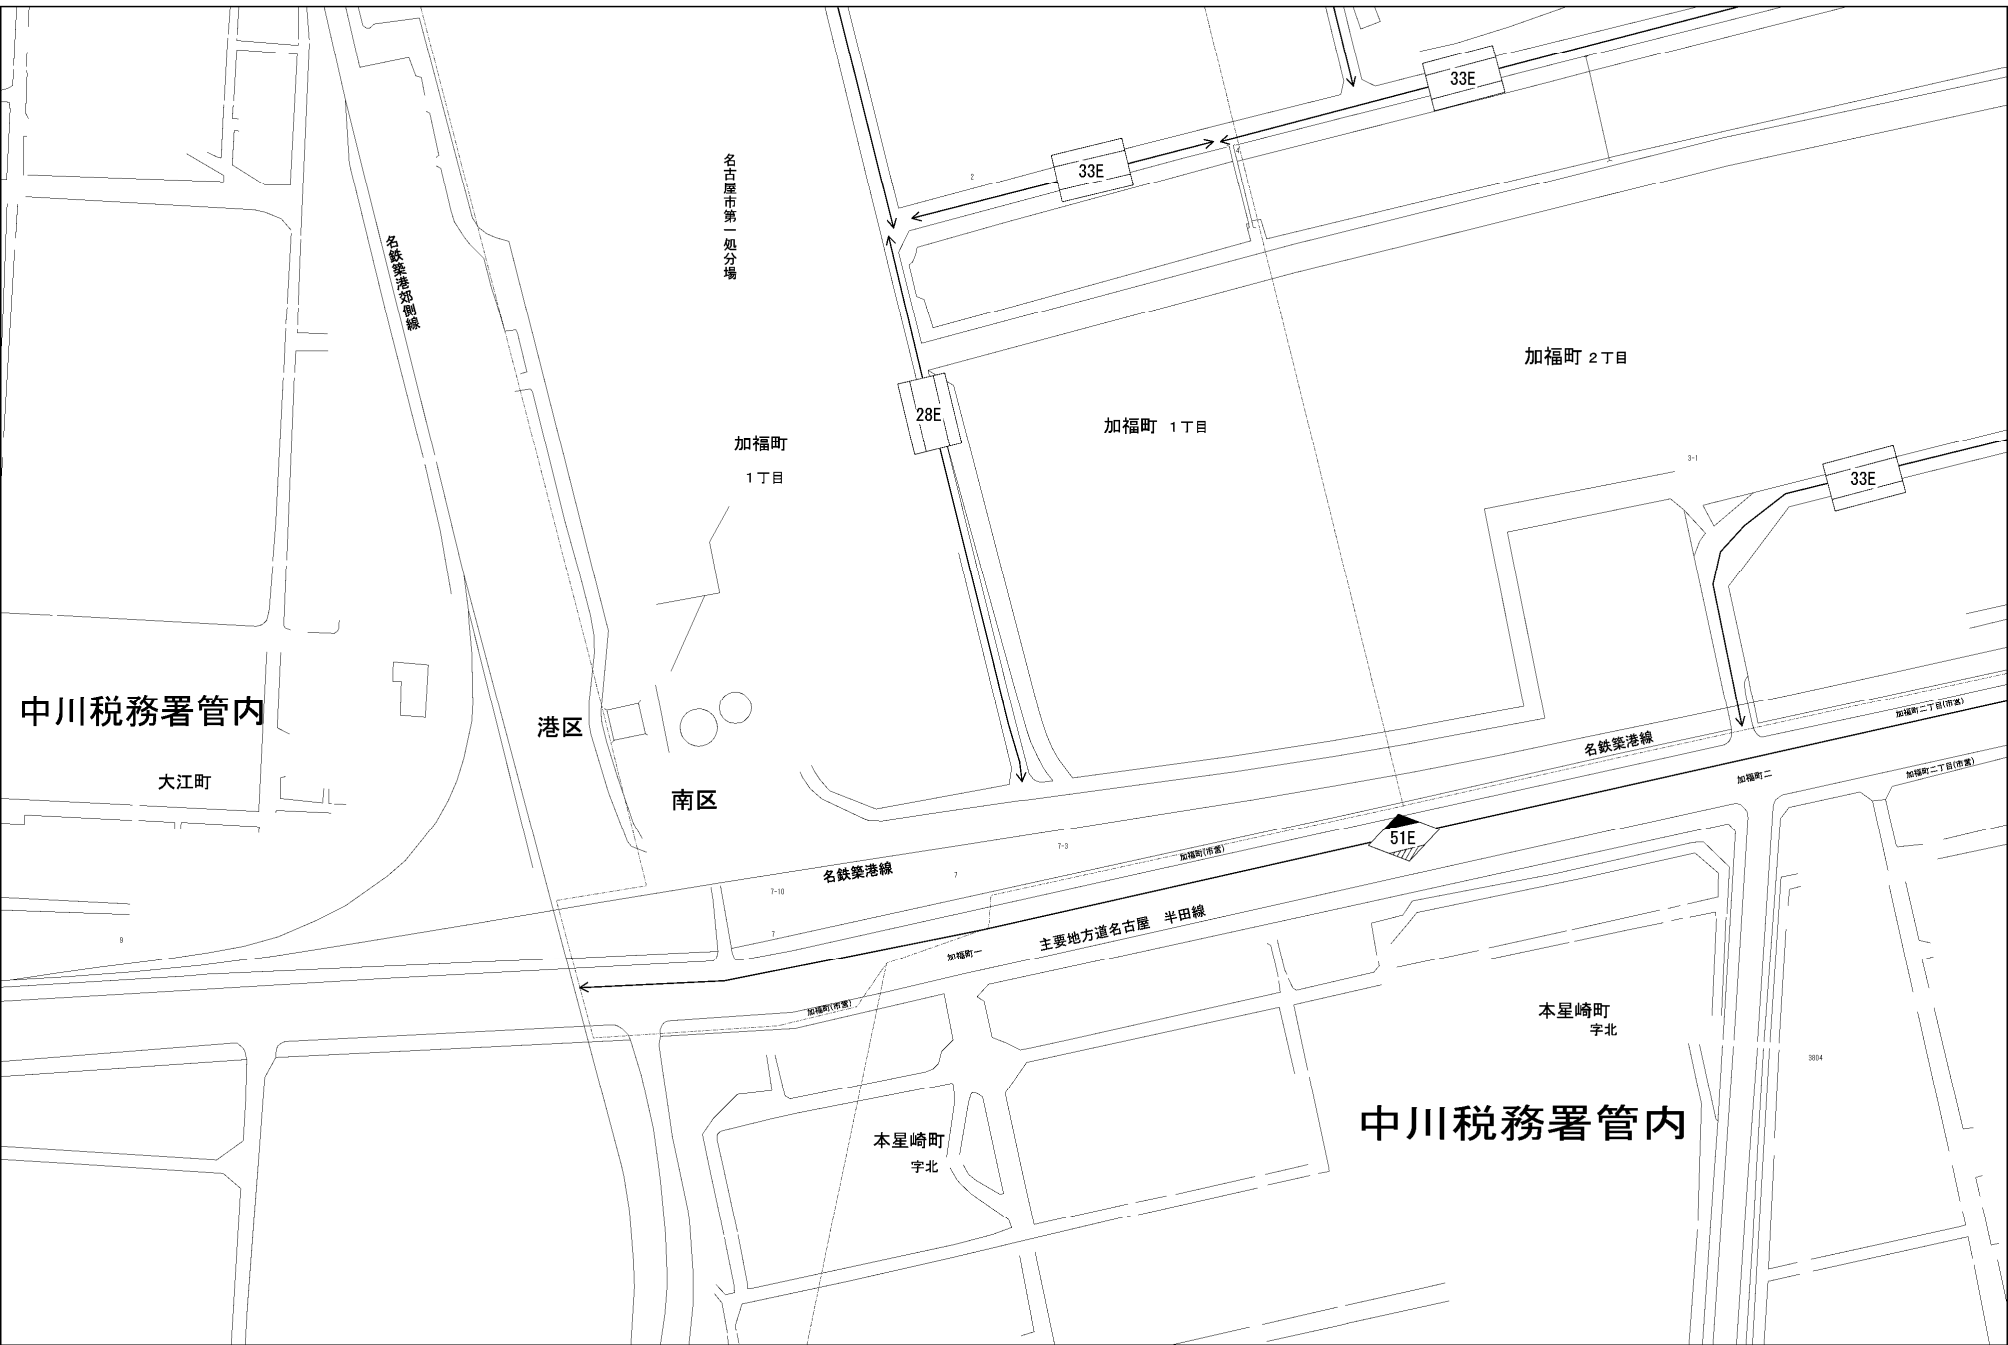 33E
33E
名古屋市第一処分場
2
4
名鉄築港郊側線
加福町 2丁目
28E
加福町 1丁目
加福町
1丁目
3-1
33E
中川税務署管内
港区
加福町二丁目(市営)
名鉄築港線
大江町
南区
加福町二
加福町二丁目(市営)
51E
7-3
加福町(市営)
名鉄築港線
7
7-10
主要地方道名古屋 半田線
7
9
加福町一
加福町(市営)
本星崎町
字北
3804
中川税務署管内
本星崎町
字北